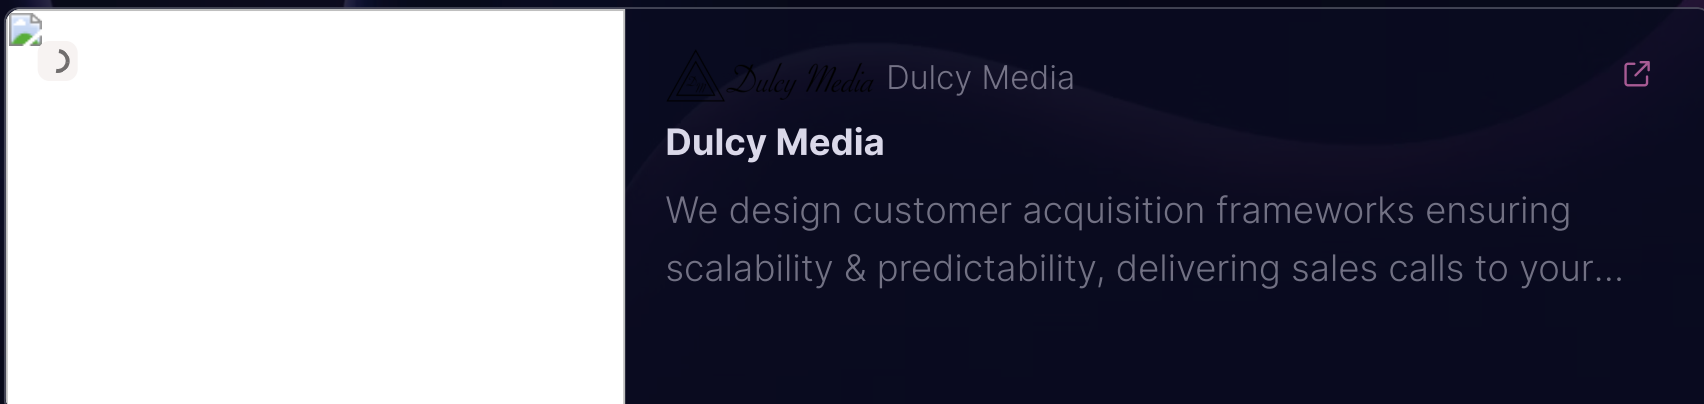 Dulcy Media Dulcy Media
Dulcy Media
We design customer acquisition frameworks ensuring
scalability & predictability, delivering sales calls to your...